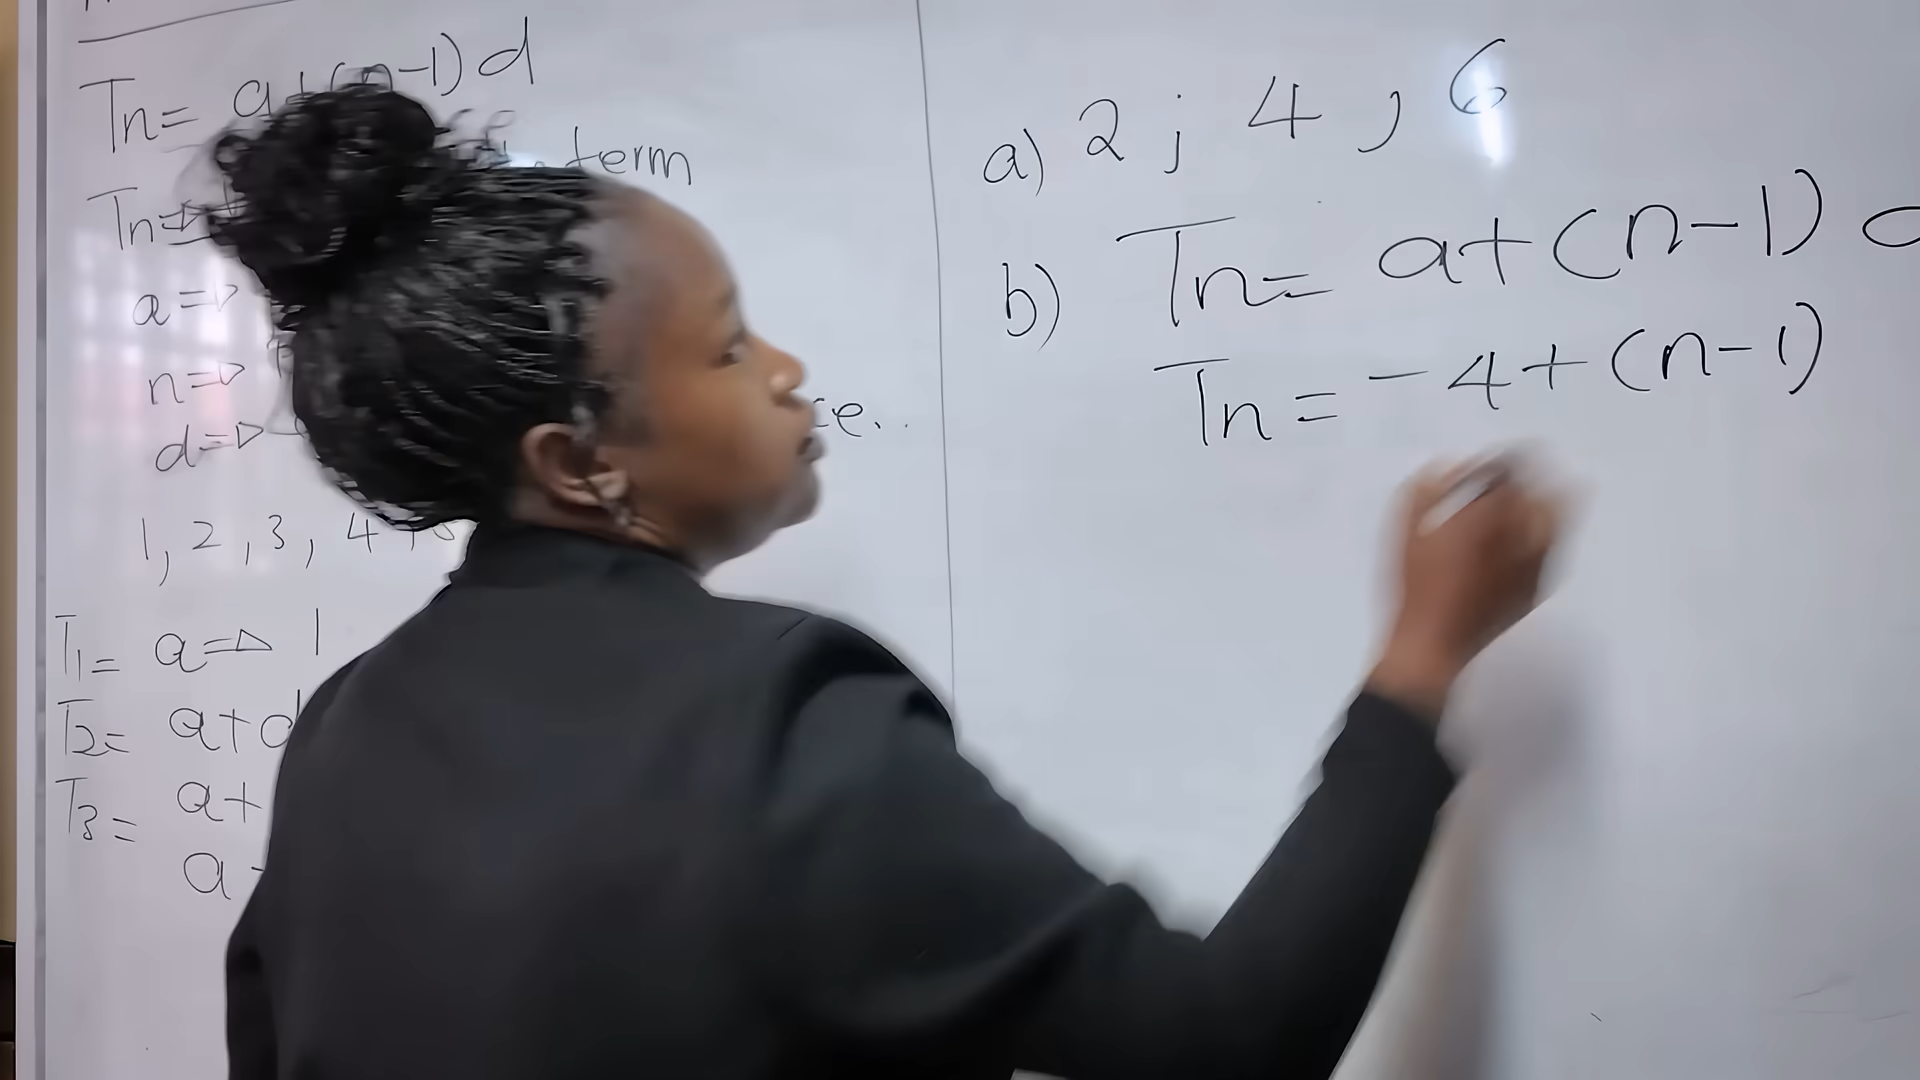 Tn= a+(n-1)d
term
Tn=
a⇒
n⇒
d⇒
ce.
1, 2, 3, 4,
T1= a⇒ 1
T2= a+d
T3= a+
a
a) 2 ; 4 ; 6
b) Tn= a+(n-1)d
Tn= -4+(n-1)